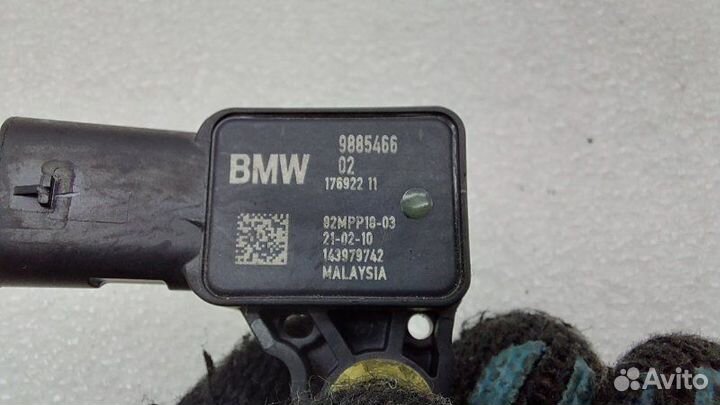 BMW
9885466
02
176922 11
92MPP18-03
21-02-10
143979742
MALAYSIA
Avito